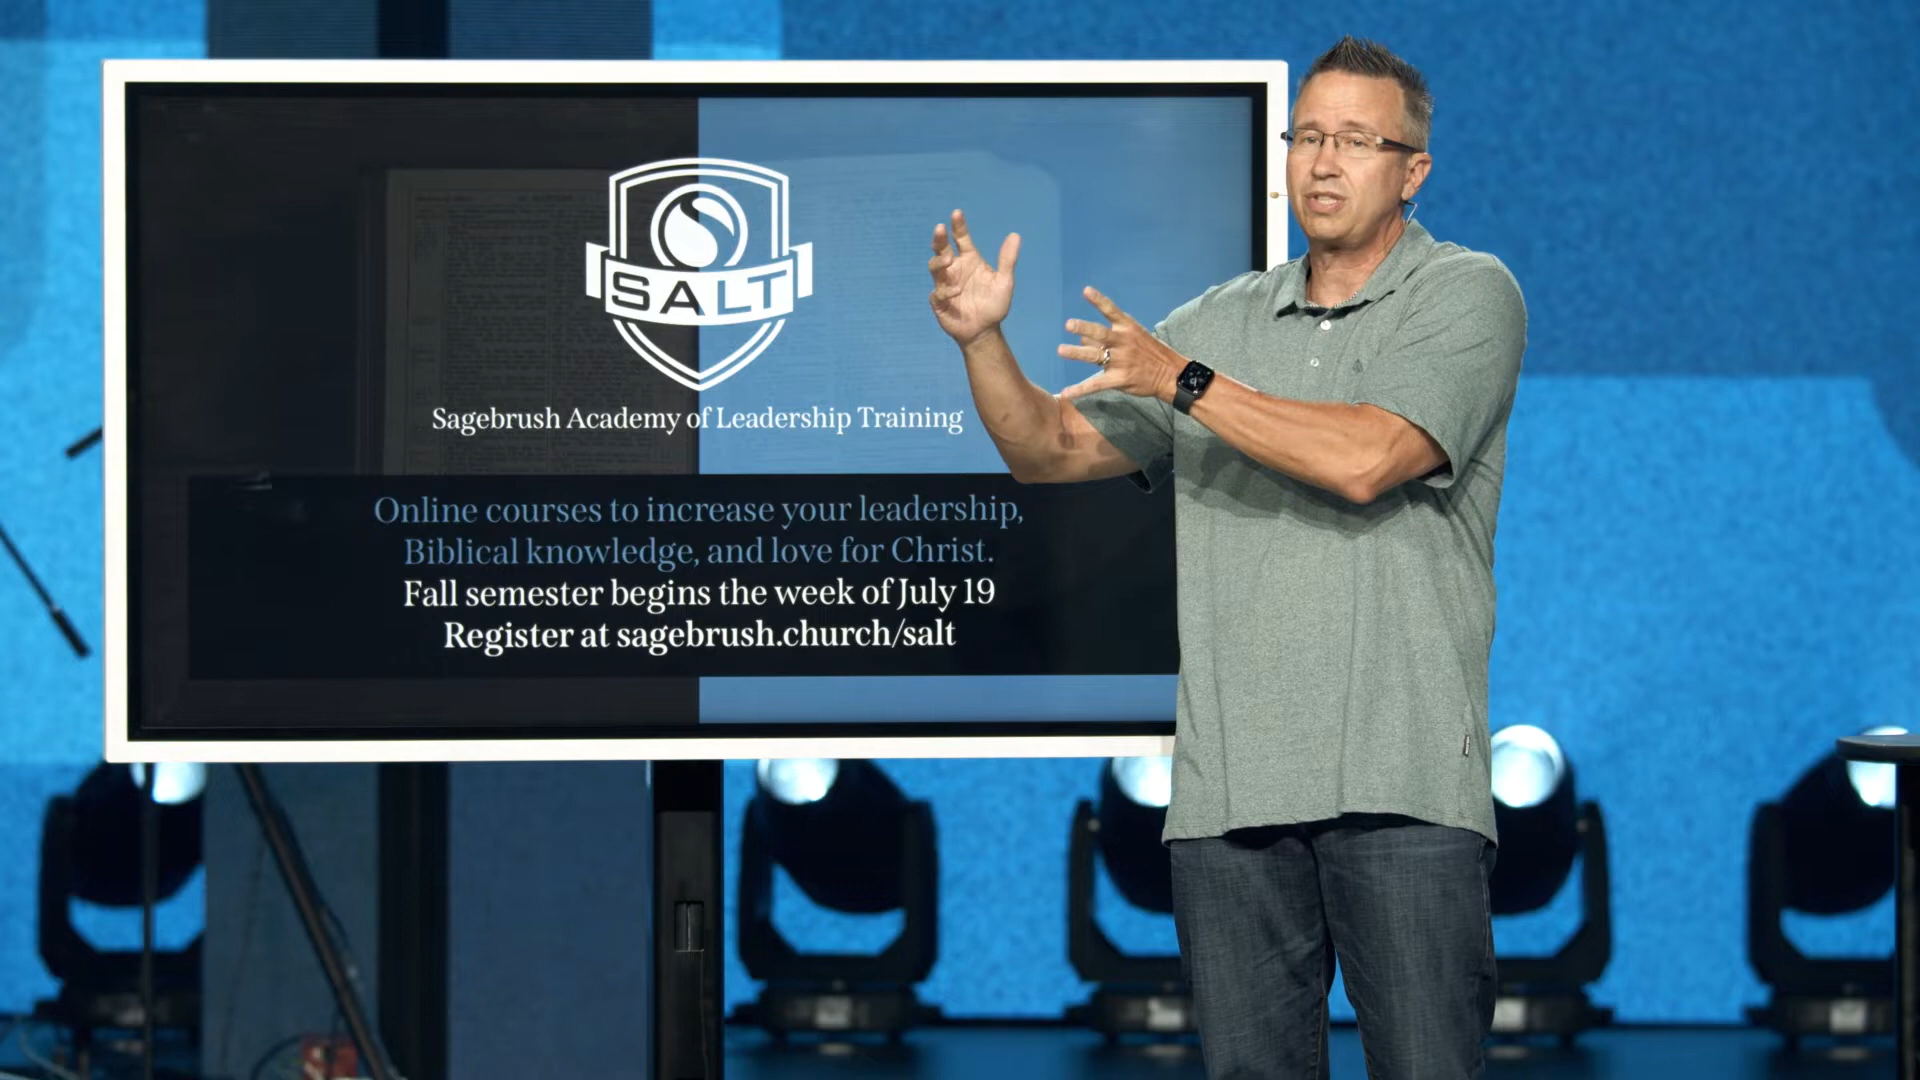 SALT
Sagebrush Academy of Leadership Training
Online courses to increase your leadership,
Biblical knowledge, and love for Christ.
Fall semester begins the week of July 19
Register at sagebrush.church/salt